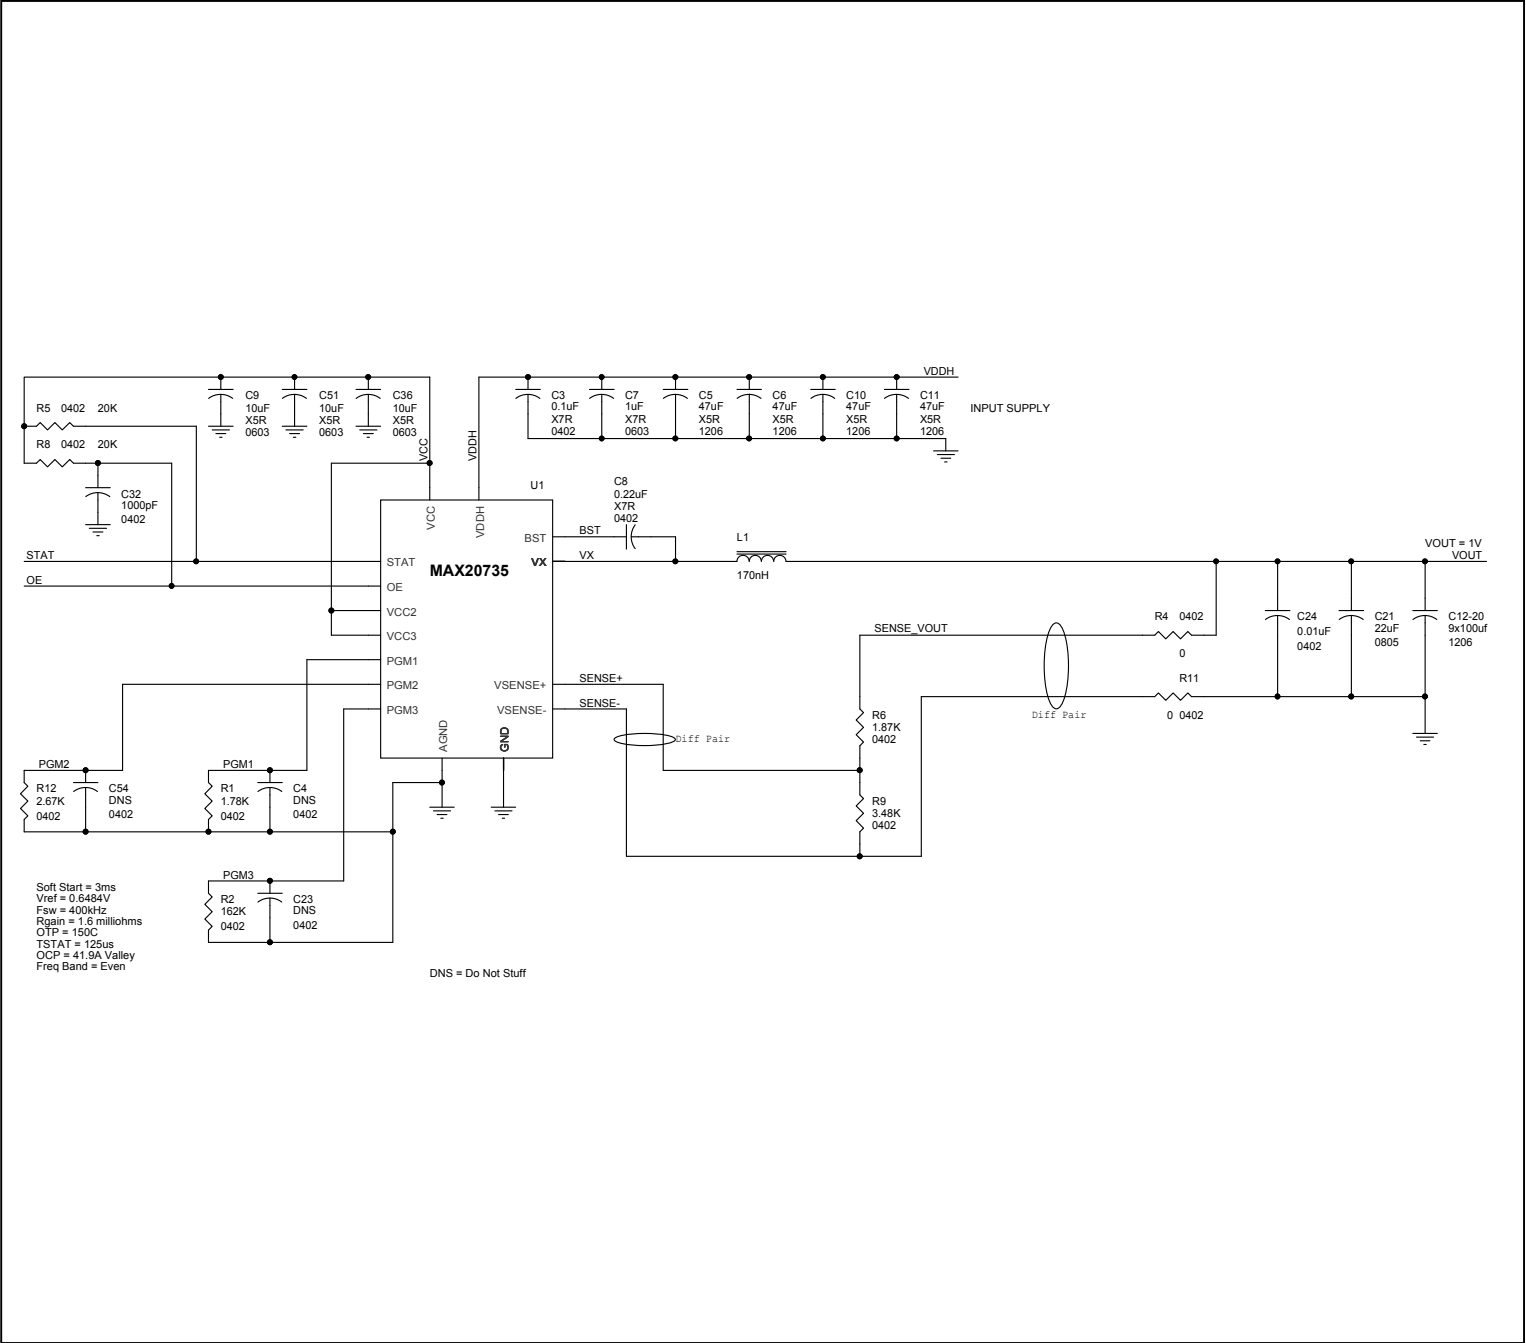 R5 0402 20K
R8 0402 20K
C32
1000pF
0402
C9
10uF
X5R
0603
C51
10uF
X5R
0603
C36
10uF
X5R
0603
VCC
VDDH
C3
0.1uF
X7R
0402
C7
1uF
X7R
0603
C5
47uF
X5R
1206
C6
47uF
X5R
1206
C10
47uF
X5R
1206
C11
47uF
X5R
1206
VDDH
INPUT SUPPLY
STAT
OE
U1
MAX20735
VCC
VDDH
STAT
OE
VCC2
VCC3
PGM1
PGM2
PGM3
BST
VX
VSENSE+
VSENSE-
AGND
GND
C8
0.22uF
X7R
0402
BST
VX
L1
170nH
VOUT = 1V
VOUT
SENSE_VOUT
R4 0402
0
R11
0 0402
Diff Pair
C24
0.01uF
0402
C21
22uF
0805
C12-20
9x100uf
1206
SENSE+
SENSE-
Diff Pair
R6
1.87K
0402
R9
3.48K
0402
PGM2
R12
2.67K
0402
C54
DNS
0402
PGM1
R1
1.78K
0402
C4
DNS
0402
PGM3
R2
162K
0402
C23
DNS
0402
Soft Start = 3ms
Vref = 0.6484V
Fsw = 400kHz
Rgain = 1.6 milliohms
OTP = 150C
TSTAT = 125us
OCP = 41.9A Valley
Freq Band = Even
DNS = Do Not Stuff